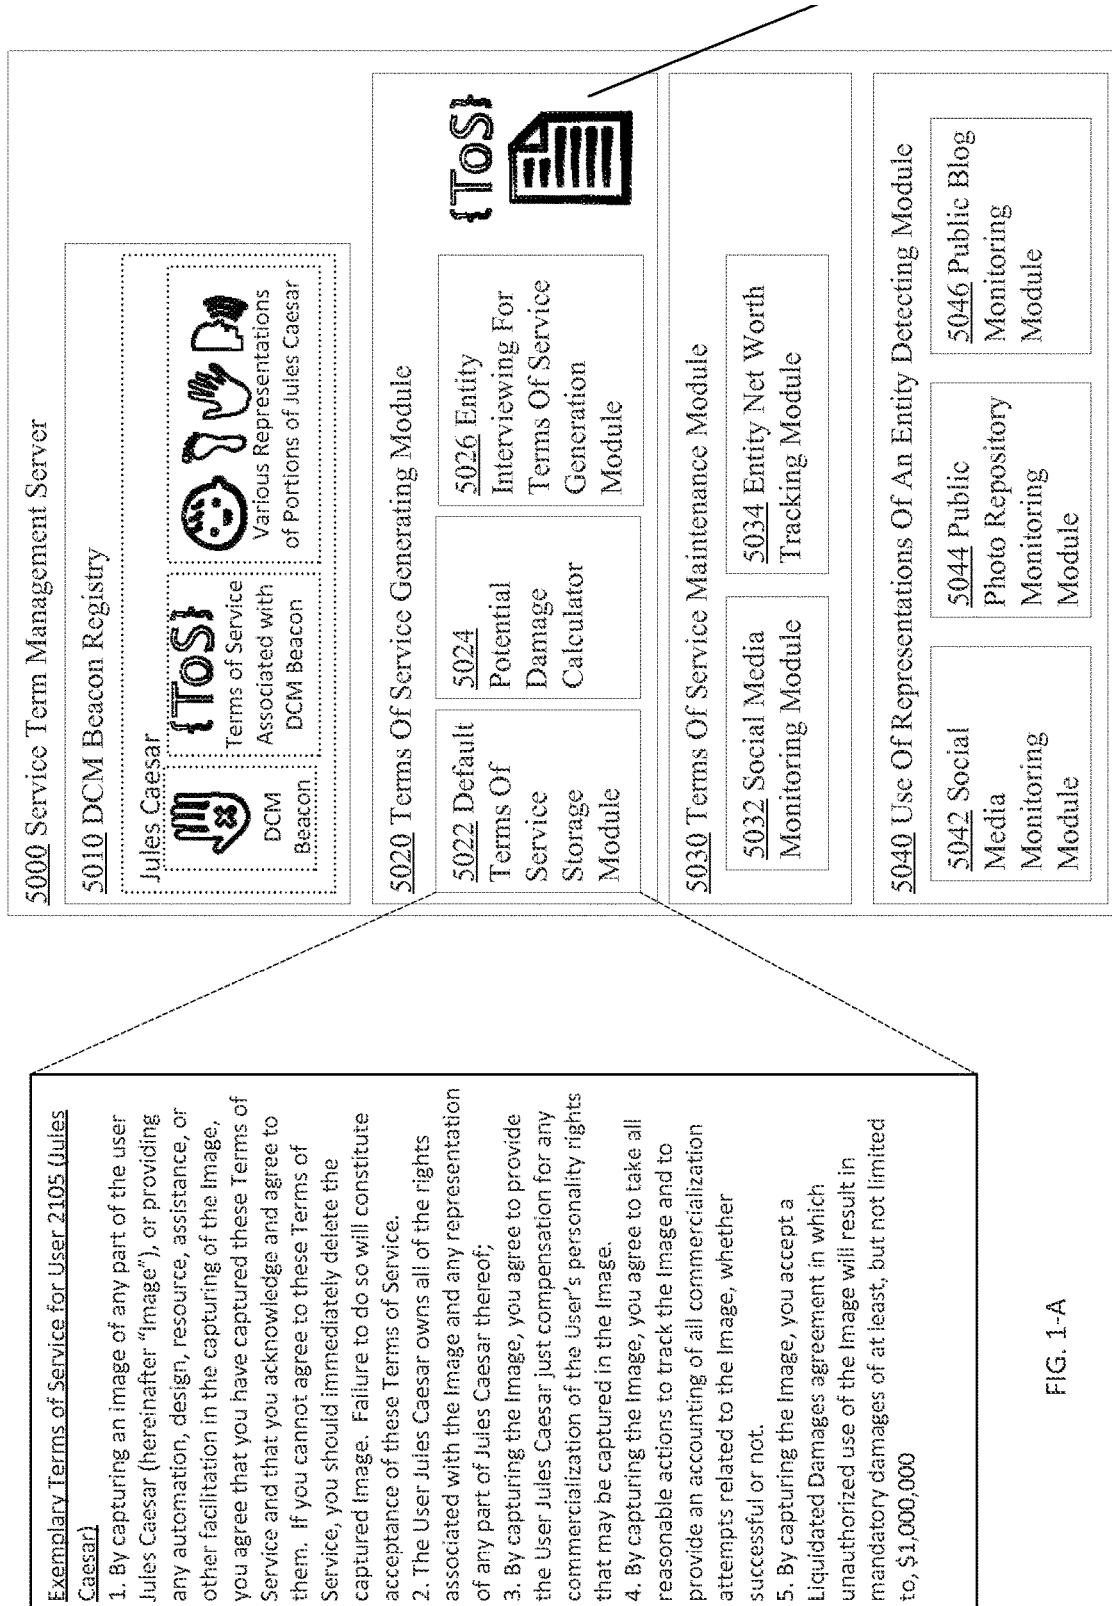 5000 Service Term Management Server
5010 DCM Beacon Registry
Jules Caesar
DCM
Beacon
{ToS}
Terms of Service
Associated with
DCM Beacon
Various Representations
of Portions of Jules Caesar
5020 Terms Of Service Generating Module
5022 Default
Terms Of
Service
Storage
Module
5024
Potential
Damage
Calculator
5026 Entity
Interviewing For
Terms Of Service
Generation
Module
{ToS}
5030 Terms Of Service Maintenance Module
5032 Social Media
Monitoring Module
5034 Entity Net Worth
Tracking Module
5040 Use Of Representations Of An Entity Detecting Module
5042 Social
Media
Monitoring
Module
5044 Public
Photo Repository
Monitoring
Module
5046 Public Blog
Monitoring
Module
Exemplary Terms of Service for User 2105 (Jules
Caesar)
1. By capturing an image of any part of the user
Jules Caesar (hereinafter “Image”), or providing
any automation, design, resource, assistance, or
other facilitation in the capturing of the Image,
you agree that you have captured these Terms of
Service and that you acknowledge and agree to
them. If you cannot agree to these Terms of
Service, you should immediately delete the
captured Image. Failure to do so will constitute
acceptance of these Terms of Service.
2. The User Jules Caesar owns all of the rights
associated with the Image and any representation
of any part of Jules Caesar thereof;
3. By capturing the Image, you agree to provide
the User Jules Caesar just compensation for any
commercialization of the User’s personality rights
that may be captured in the Image.
4. By capturing the Image, you agree to take all
reasonable actions to track the Image and to
provide an accounting of all commercialization
attempts related to the Image, whether
successful or not.
5. By capturing the Image, you accept a
Liquidated Damages agreement in which
unauthorized use of the Image will result in
mandatory damages of at least, but not limited
to, $1,000,000
FIG. 1-A